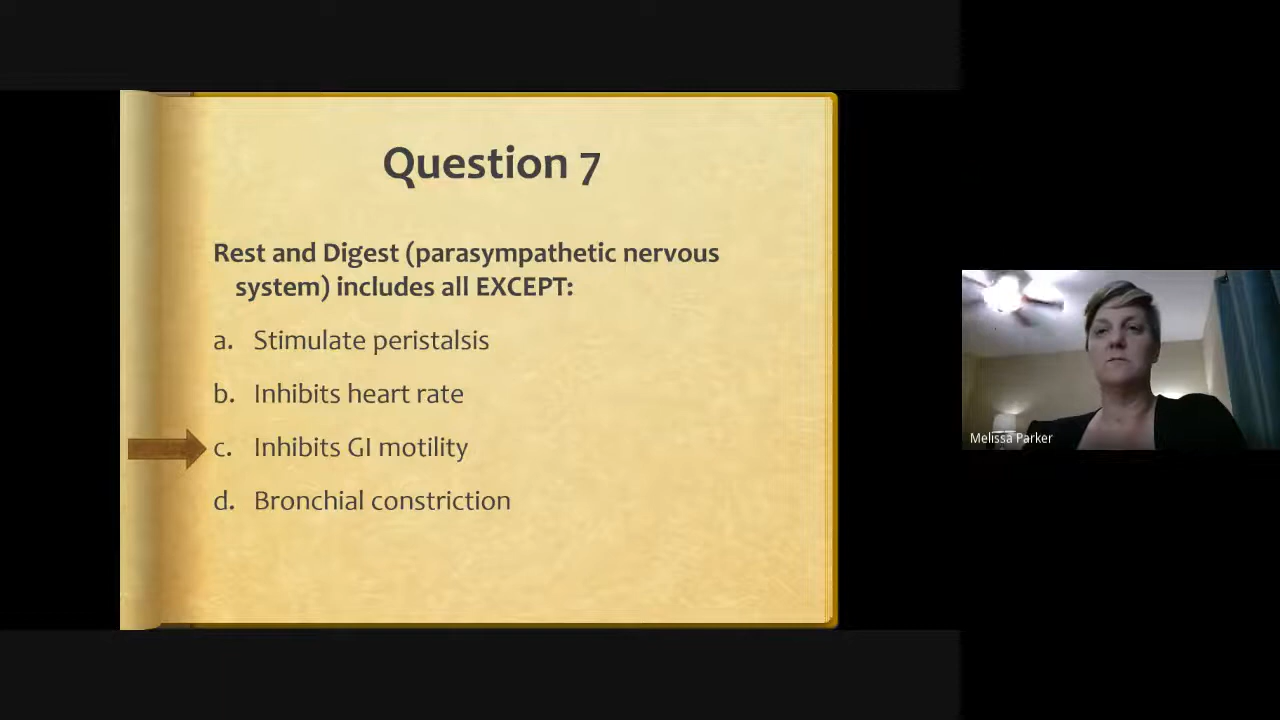 Question 7
Rest and Digest (parasympathetic nervous
system) includes all EXCEPT:
a. Stimulate peristalsis
b. Inhibits heart rate
c. Inhibits GI motility
d. Bronchial constriction
Melissa Parker